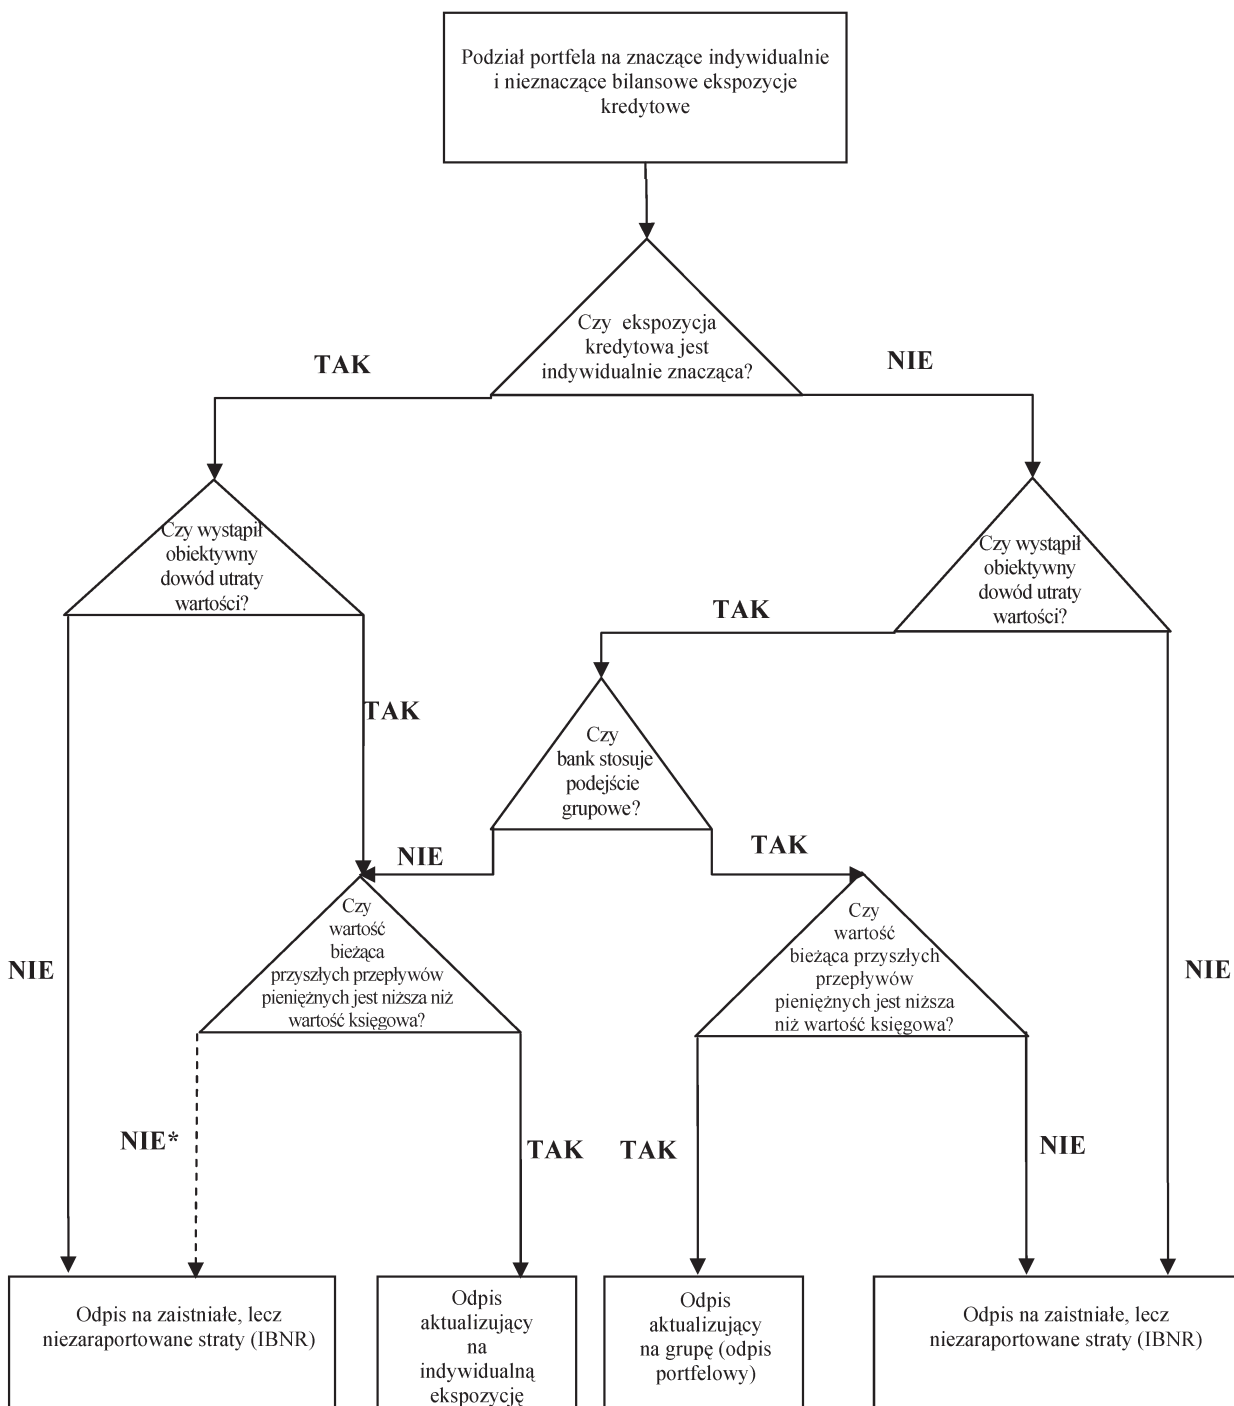 Podział portfela na znaczące indywidualnie
i nieznaczące bilansowe ekspozycje
kredytowe
Czy ekspozycja
kredytowa jest
indywidualnie znacząca?
TAK
NIE
Czy wystąpił
obiektywny
dowód utraty
wartości?
Czy wystąpił
obiektywny
dowód utraty
wartości?
TAK
TAK
Czy
bank stosuje
podejście
grupowe?
NIE
TAK
Czy
wartość
bieżąca
przyszłych przepływów
pieniężnych jest niższa niż
wartość księgowa?
Czy
wartość
bieżąca przyszłych
przepływów
pieniężnych jest niższa
niż wartość księgowa?
NIE
NIE
NIE*
TAK
TAK
NIE
Odpis na zaistniałe, lecz
niezaraportowane straty (IBNR)
Odpis
aktualizujący
na
indywidualną
ekspozycję
Odpis
aktualizujący
na grupę (odpis
portfelowy)
Odpis na zaistniałe, lecz
niezaraportowane straty (IBNR)